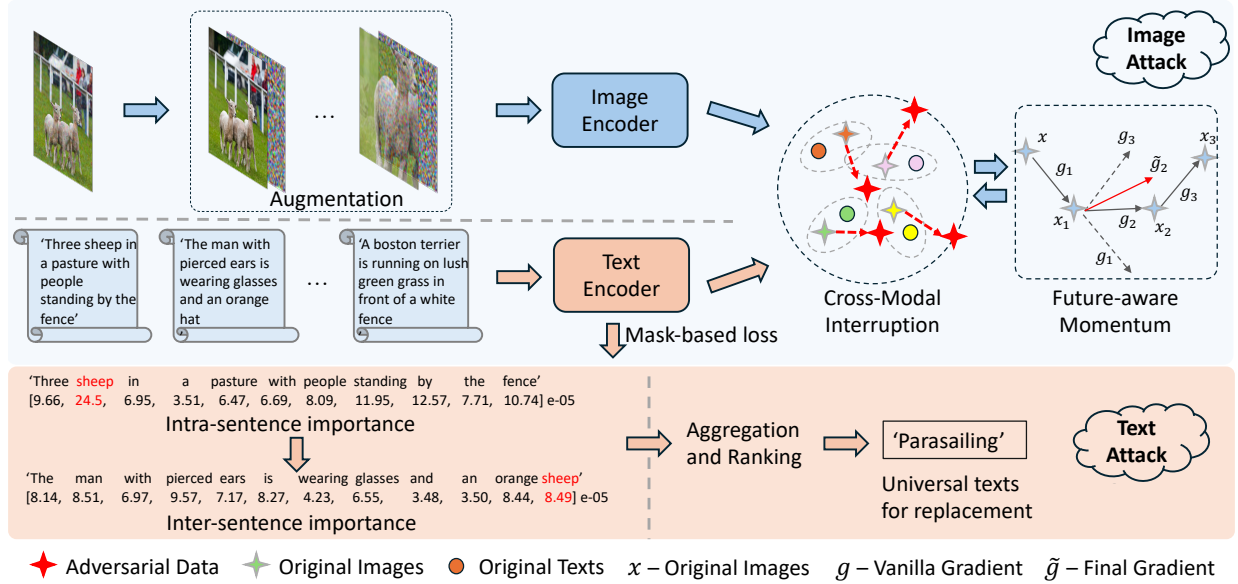 Image
Attack
Augmentation
...
Image
Encoder
x
g₁
x₁
g₃
g̃₂
g₂
x₂
g₃
x₃
g₁
Cross-Modal
Interruption
Future-aware
Momentum
‘Three sheep in
a pasture with
people
standing by the
fence’
‘The man with
pierced ears is
wearing glasses
and an orange
hat
’
...
‘A boston terrier
is running on lush
green grass in
front of a white
fence
’
Text
Encoder
Mask-based loss
‘Three sheep in a pasture with people standing by the fence’
[9.66, 24.5, 6.95, 3.51, 6.47, 6.69, 8.09, 11.95, 12.57, 7.71, 10.74] e-05
Intra-sentence importance
‘The man with pierced ears is wearing glasses and an orange sheep’
[8.14, 8.51, 6.97, 9.57, 7.17, 8.27, 4.23, 6.55, 3.48, 3.50, 8.44, 8.49] e-05
Inter-sentence importance
Aggregation
and Ranking
‘Parasailing’
Universal texts
for replacement
Text
Attack
Adversarial Data
Original Images
Original Texts
x – Original Images
g – Vanilla Gradient
g̃ – Final Gradient